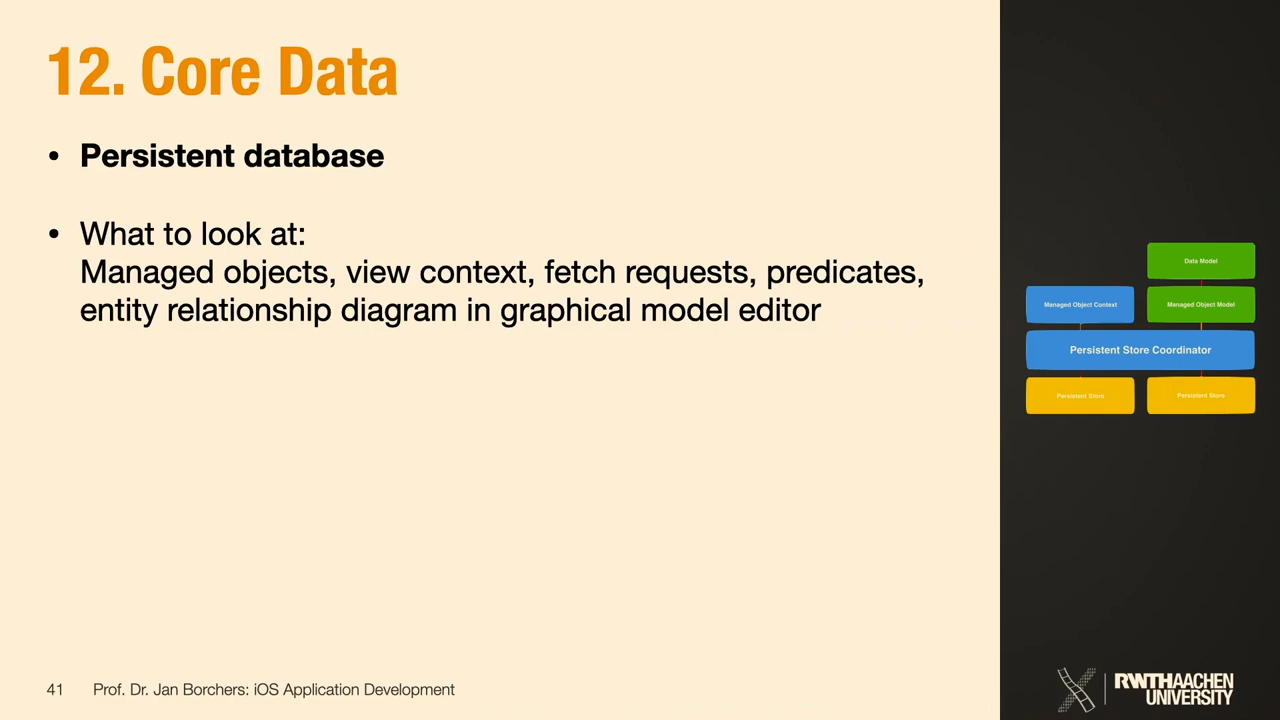 12. Core Data
• Persistent database
• What to look at:
Managed objects, view context, fetch requests, predicates,
entity relationship diagram in graphical model editor
Data Model
Managed Object Context
Managed Object Model
Persistent Store Coordinator
Persistent Store
Persistent Store
41
Prof. Dr. Jan Borchers: iOS Application Development
RWTHAACHEN
UNIVERSITY